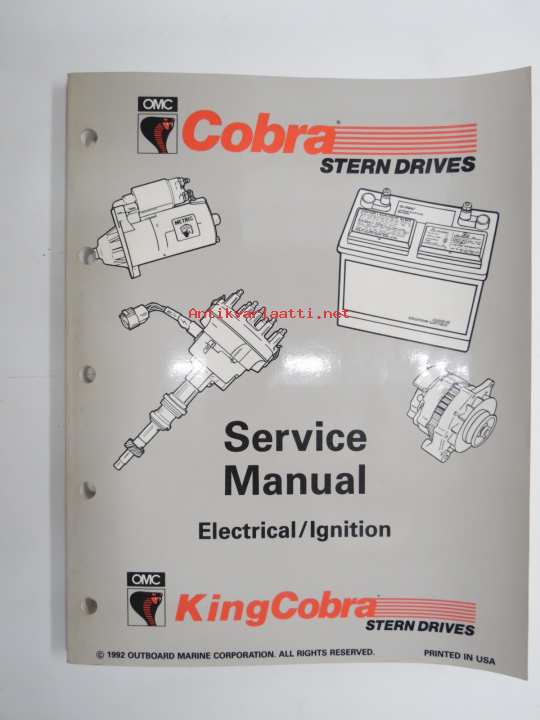 OMC
Cobra
STERN DRIVES
METRIC
Antikvariaatti.net
Service
Manual
Electrical/Ignition
OMC
KingCobra
STERN DRIVES
© 1992 OUTBOARD MARINE CORPORATION. ALL RIGHTS RESERVED.
PRINTED IN USA